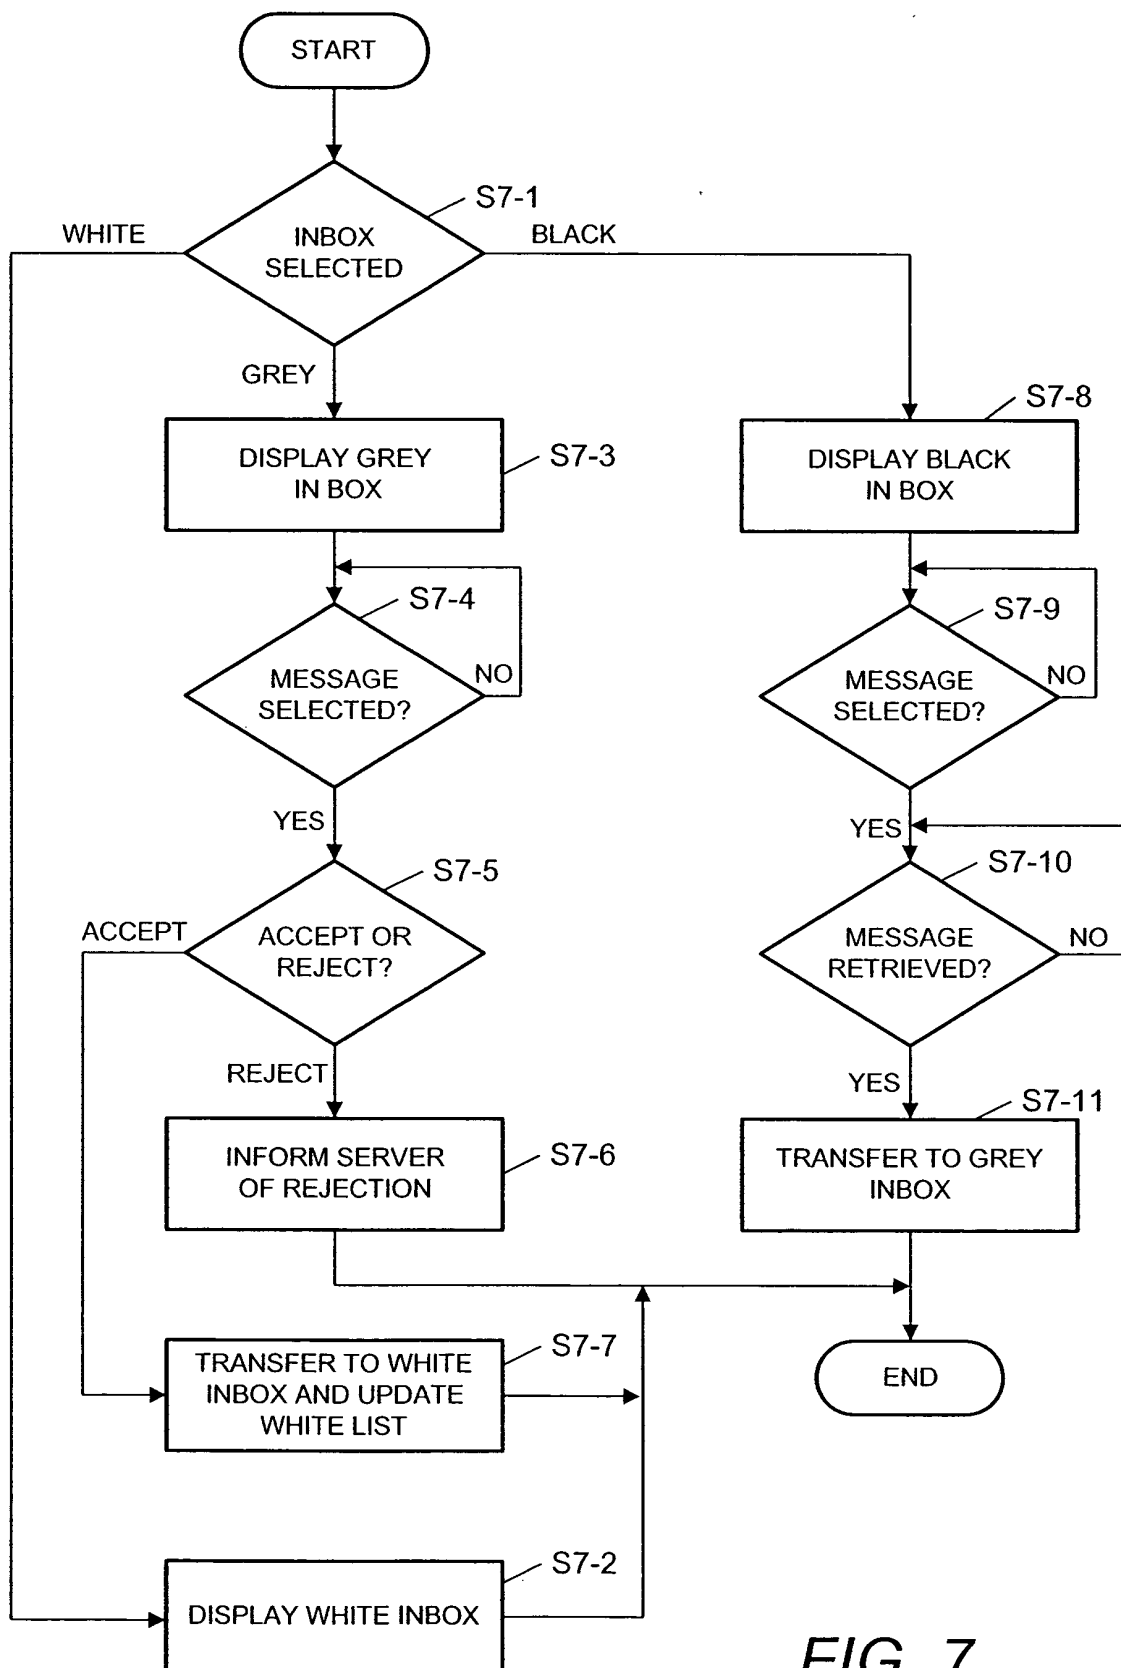 START
S7-1
WHITE
INBOX
SELECTED
BLACK
GREY
S7-8
DISPLAY GREY
IN BOX
S7-3
DISPLAY BLACK
IN BOX
S7-4
S7-9
MESSAGE
SELECTED?
NO
MESSAGE
SELECTED?
NO
YES
YES
S7-5
S7-10
ACCEPT
ACCEPT OR
REJECT?
MESSAGE
RETRIEVED?
NO
REJECT
YES
S7-11
INFORM SERVER
OF REJECTION
S7-6
TRANSFER TO GREY
INBOX
S7-7
TRANSFER TO WHITE
INBOX AND UPDATE
WHITE LIST
END
S7-2
DISPLAY WHITE INBOX
FIG. 7